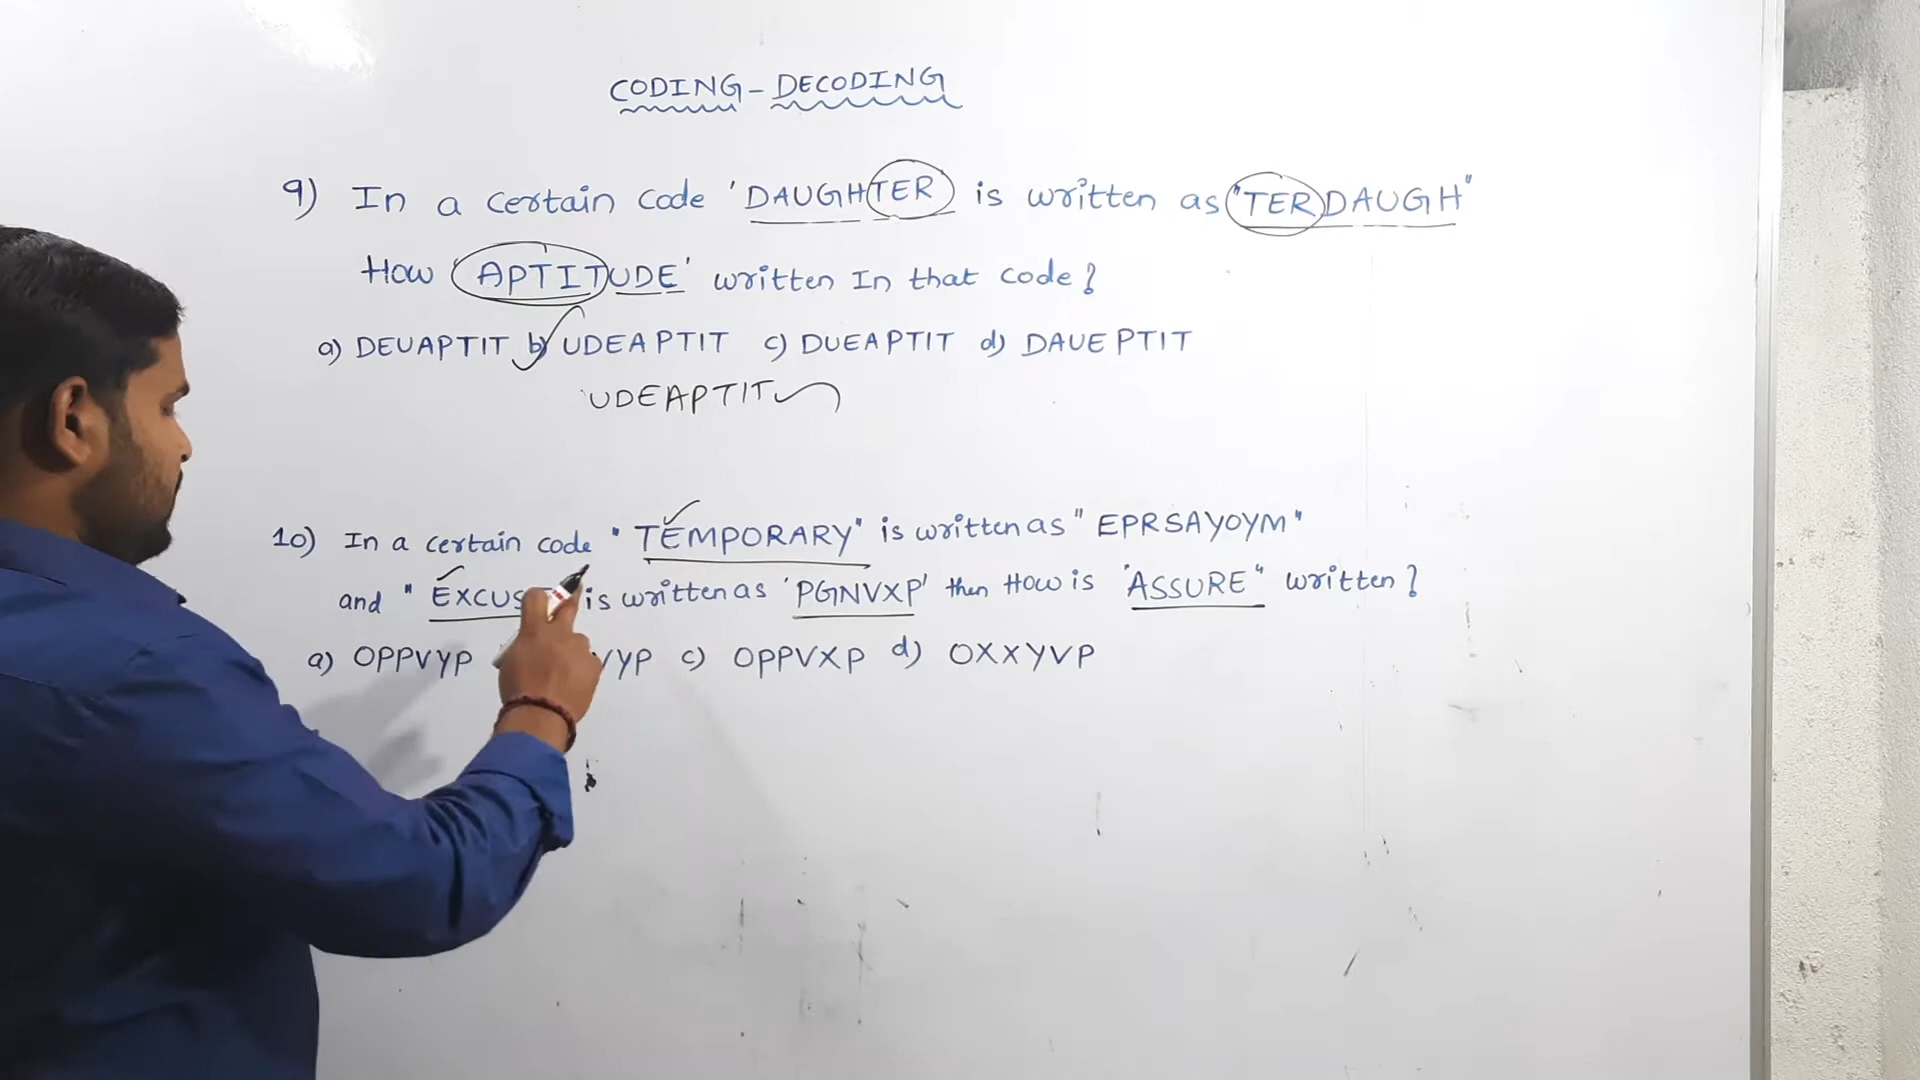 CODING - DECODING
9) In a certain code 'DAUGHTER is written as "TERDAUGH"
How APTITUDE' written In that code?
a) DEUAPTIT b) UDEAPTIT c) DUEAPTIT d) DAUEPTIT
UDEAPTIT
10) In a certain code "TEMPORARY" is written as "EPRSAYOYM"
and "EXCUS is written as 'PGNVXP' then How is 'ASSURE" written?
a) OPPVYP VYP c) OPPVXP d) OXXYVP